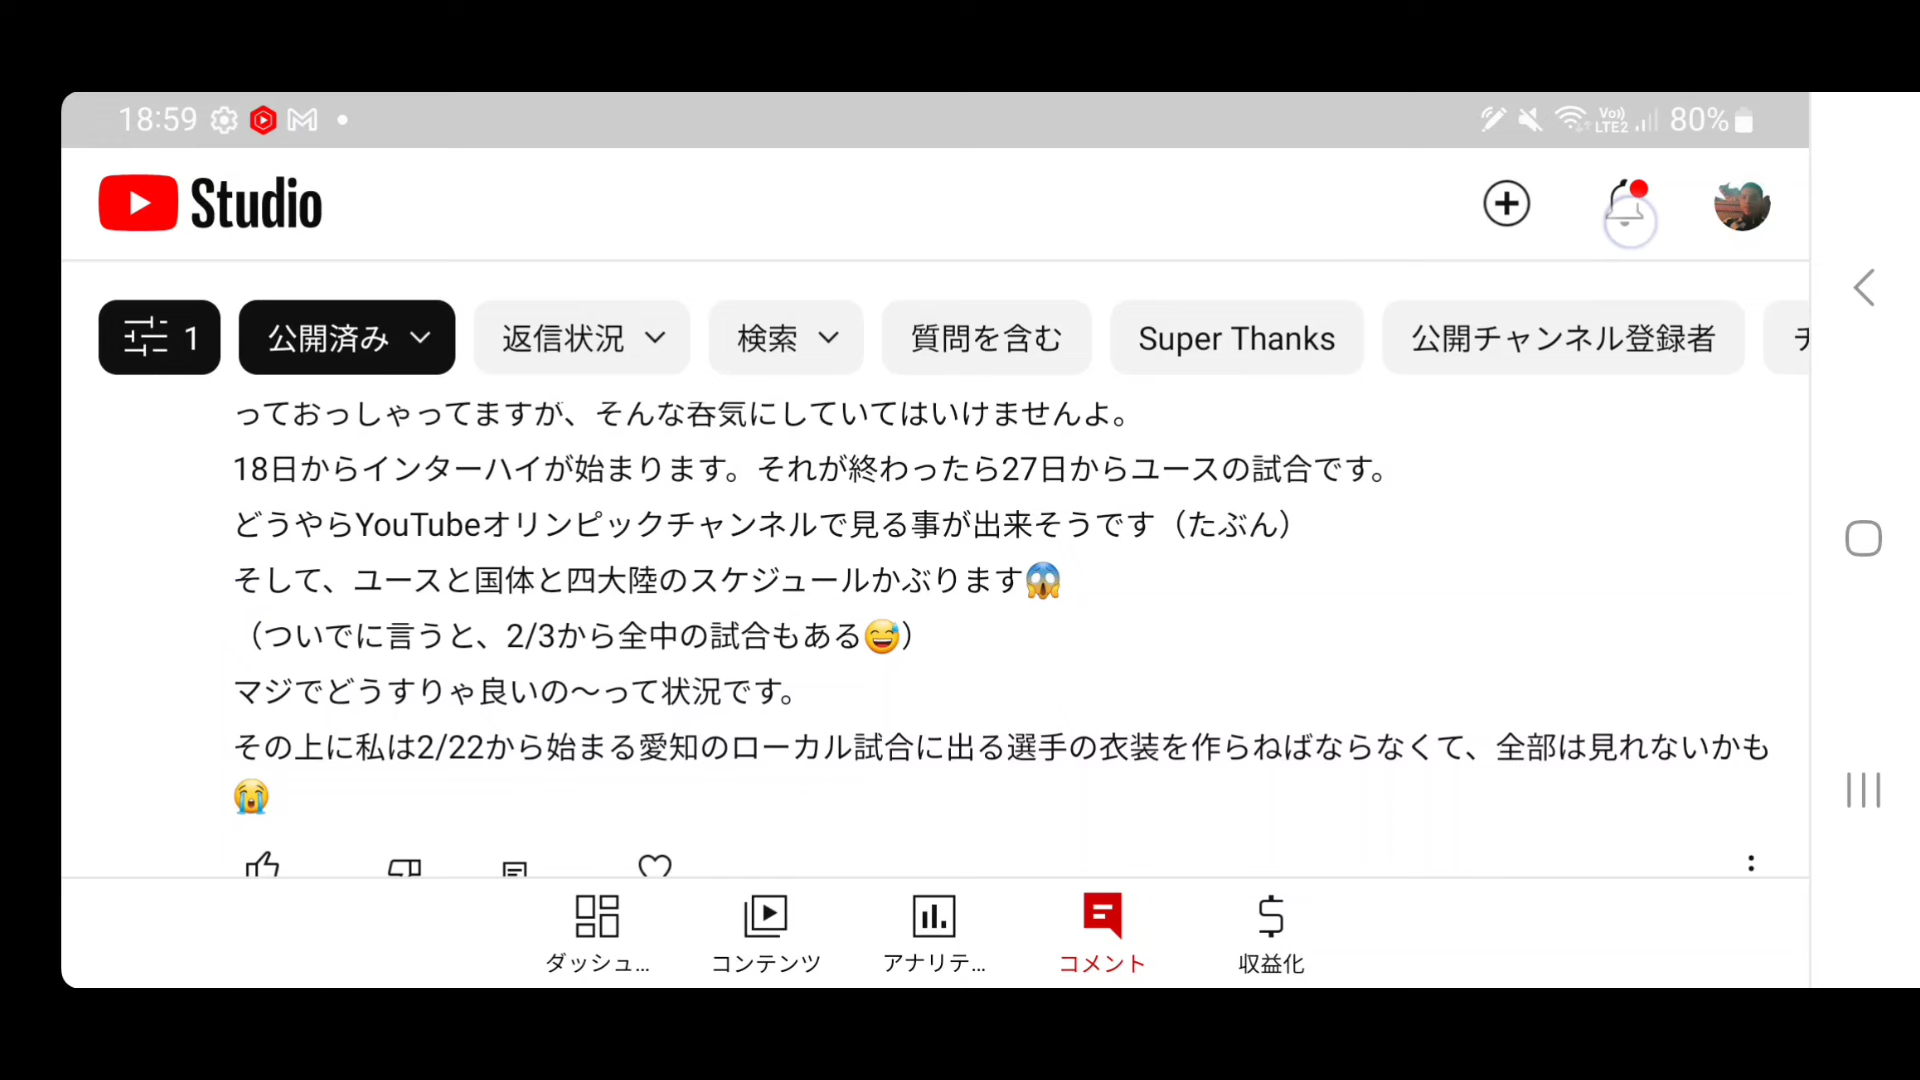 18:59 Vo)) LTE2 80%
Studio
1 公開済み 返信状況 検索 質問を含む Super Thanks 公開チャンネル登録者
っておっしゃってますが、そんな呑気にしていてはいけませんよ。
18日からインターハイが始まります。それが終わったら27日からユースの試合です。
どうやらYouTubeオリンピックチャンネルで見る事が出来そうです（たぶん）
そして、ユースと国体と四大陸のスケジュールかぶります😱
（ついでに言うと、2/3から全中の試合もある😅）
マジでどうすりゃ良いの〜って状況です。
その上に私は2/22から始まる愛知のローカル試合に出る選手の衣装を作らねばならなくて、全部は見れないかも
😭
ダッシュ... コンテンツ アナリテ... コメント 収益化